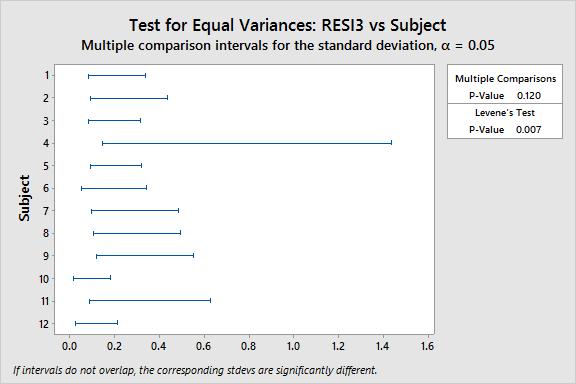 Test for Equal Variances: RESI3 vs Subject
Multiple comparison intervals for the standard deviation, α = 0.05
Multiple Comparisons
P-Value 0.120
Levene's Test
P-Value 0.007
Subject
1
2
3
4
5
6
7
8
9
10
11
12
0.0 0.2 0.4 0.6 0.8 1.0 1.2 1.4 1.6
If intervals do not overlap, the corresponding stdevs are significantly different.